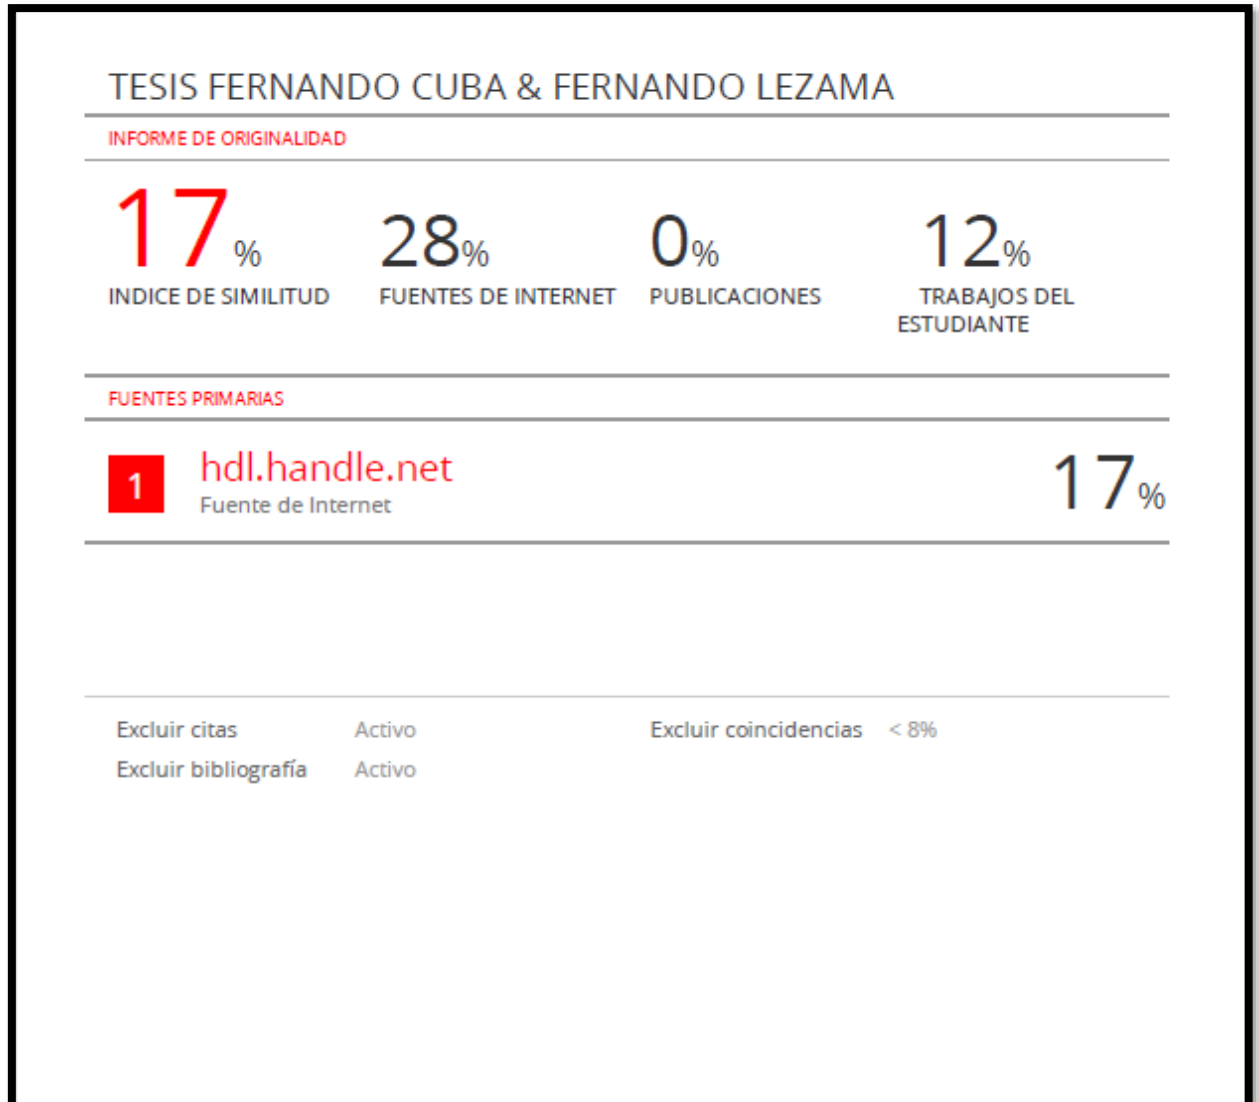 TESIS FERNANDO CUBA & FERNANDO LEZAMA
INFORME DE ORIGINALIDAD
17% 28% 0% 12%
INDICE DE SIMILITUD FUENTES DE INTERNET PUBLICACIONES TRABAJOS DEL
ESTUDIANTE
FUENTES PRIMARIAS
1 hdl.handle.net 17%
Fuente de Internet
Excluir citas Activo Excluir coincidencias < 8%
Excluir bibliografía Activo